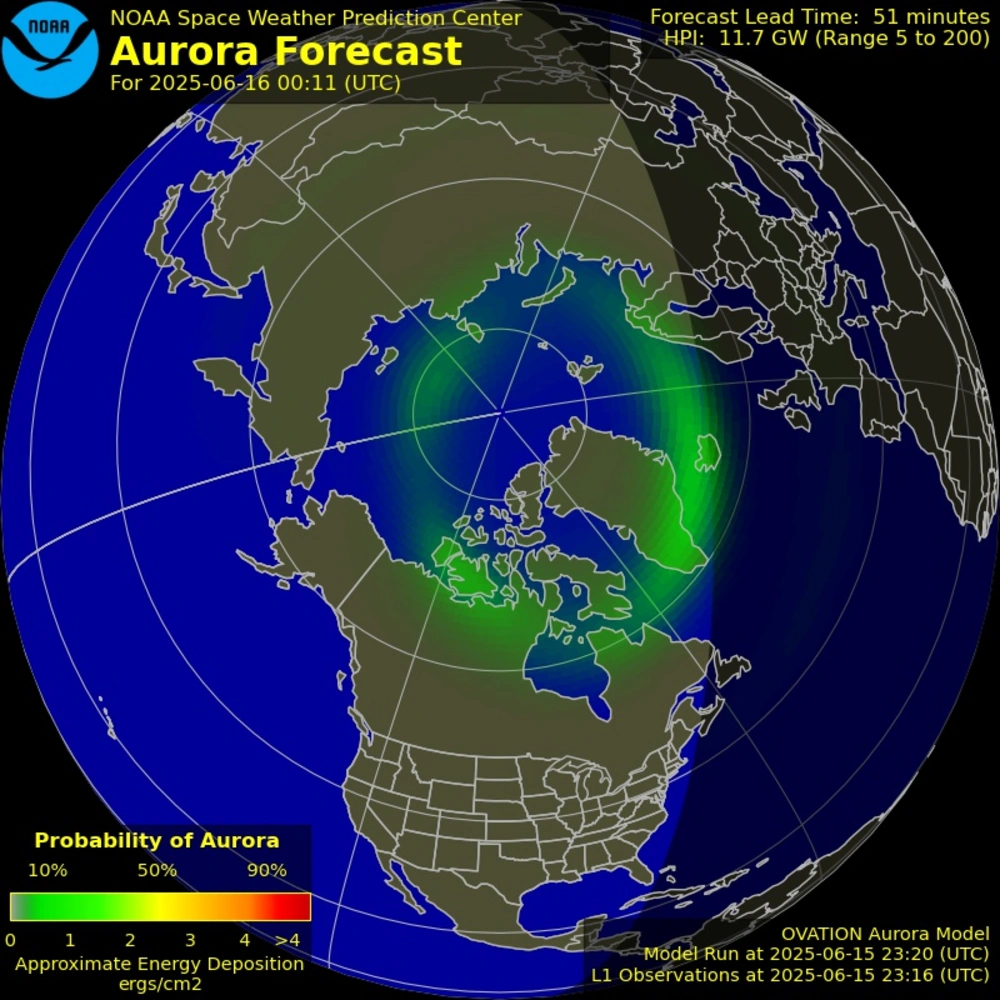 NOAA
NOAA Space Weather Prediction Center
Aurora Forecast
For 2025-06-16 00:11 (UTC)
Forecast Lead Time: 51 minutes
HPI: 11.7 GW (Range 5 to 200)
Probability of Aurora
10% 50% 90%
0 1 2 3 4 >4
Approximate Energy Deposition
ergs/cm2
OVATION Aurora Model
Model Run at 2025-06-15 23:20 (UTC)
L1 Observations at 2025-06-15 23:16 (UTC)